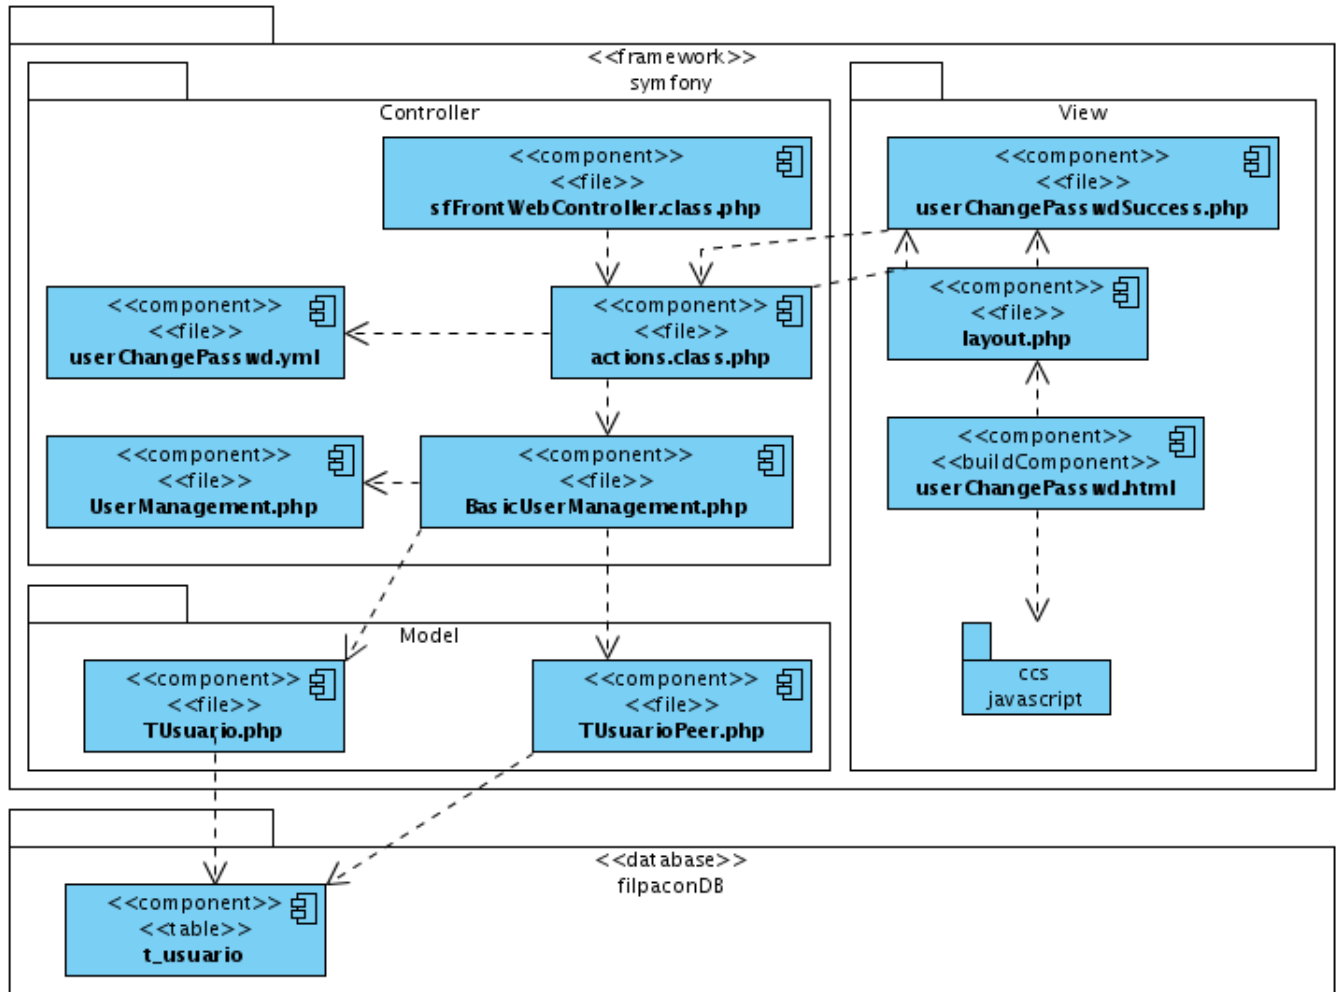 <<framework>>
symfony
Controller
<<component>>
<<file>>
sfFrontWebController.class.php
<<component>>
<<file>>
userChangePasswd.yml
<<component>>
<<file>>
actions.class.php
<<component>>
<<file>>
UserManagement.php
<<component>>
<<file>>
BasicUserManagement.php
View
<<component>>
<<file>>
userChangePasswdSuccess.php
<<component>>
<<file>>
layout.php
<<component>>
<<buildComponent>>
userChangePasswd.html
ccs
javascript
Model
<<component>>
<<file>>
TUsuario.php
<<component>>
<<file>>
TUsuarioPeer.php
<<database>>
filpaconDB
<<component>>
<<table>>
t_usuario